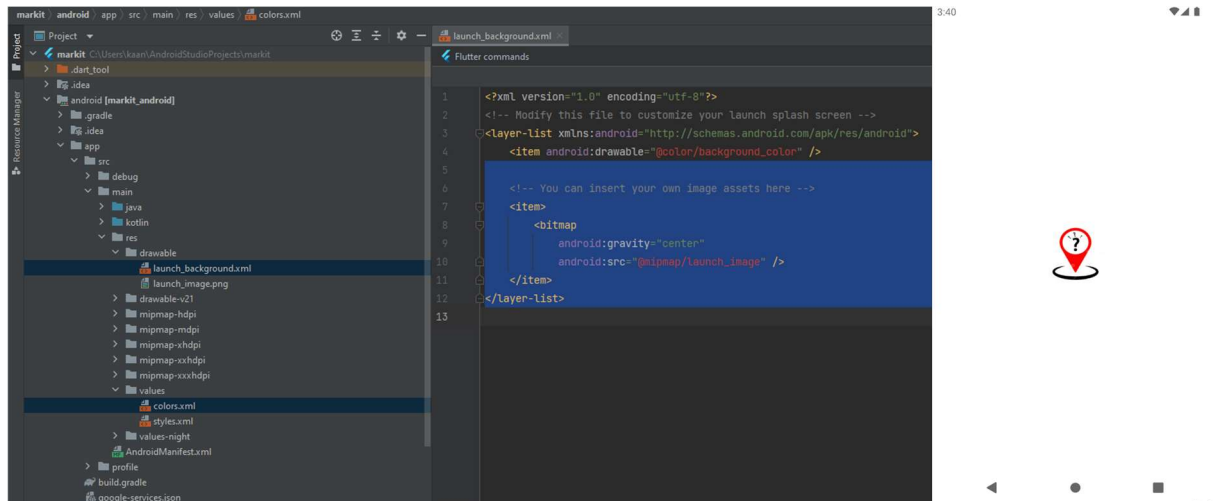 markit android app src main res values colors.xml
Project
Project
markit C:\Users\kaan\AndroidStudioProjects\markit
.dart_tool
.idea
android [markit_android]
.gradle
.idea
app
src
debug
main
java
kotlin
res
drawable
launch_background.xml
launch_image.png
drawable-v21
mipmap-hdpi
mipmap-mdpi
mipmap-xhdpi
mipmap-xxhdpi
mipmap-xxxhdpi
values
colors.xml
styles.xml
values-night
AndroidManifest.xml
profile
build.gradle
google-services.json
Resource Manager
launch_background.xml
Flutter commands
1 <?xml version="1.0" encoding="utf-8"?>
2 <!-- Modify this file to customize your launch splash screen -->
3 <layer-list xmlns:android="http://schemas.android.com/apk/res/android">
4 <item android:drawable="@color/background_color" />
5
6 <!-- You can insert your own image assets here -->
7 <item>
8 <bitmap
9 android:gravity="center"
10 android:src="@mipmap/launch_image" />
11 </item>
12 </layer-list>
13
3:40
?